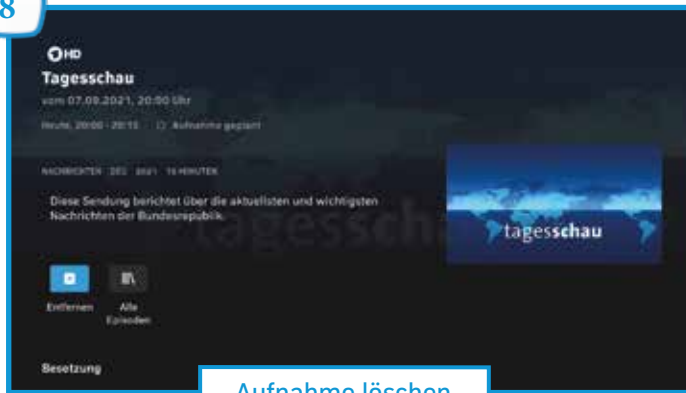 8
HD
Tagesschau
vom 07.09.2021, 20:00 Uhr
Heute, 20:00 - 20:15 Aufnahme geplant
NACHRICHTEN DEU 2021 15 MINUTEN
Diese Sendung berichtet über die aktuellsten und wichtigsten
Nachrichten der Bundesrepublik.
tagesschau
Entfernen
Alle
Episoden
Besetzung
Aufnahme löschen